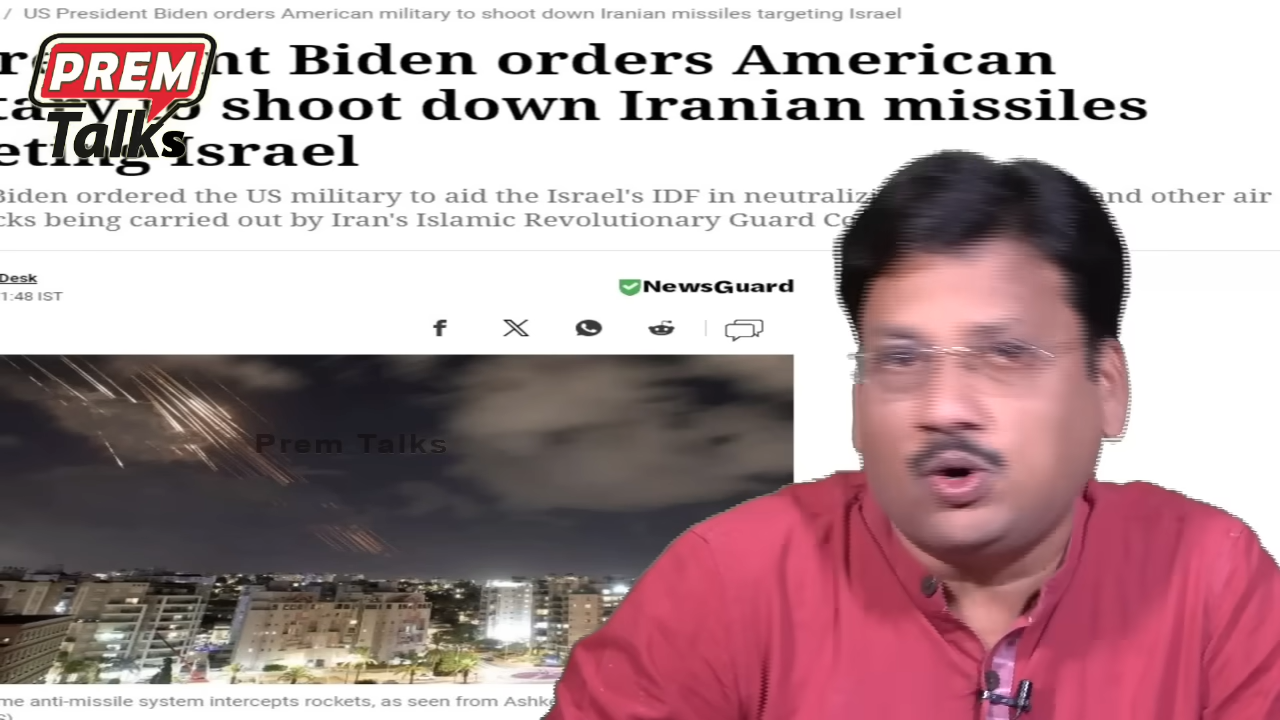 / US President Biden orders American military to shoot down Iranian missiles targeting Israel
PREM
Talks
nt Biden orders American
shoot down Iranian missiles
Israel
Biden ordered the US military to aid the Israel's IDF in and other air
cks being carried out by Iran's Islamic Revolutionary Guard
Desk
1:48 IST
NewsGuard
Prem Talks
me anti-missile system intercepts rockets, as seen from